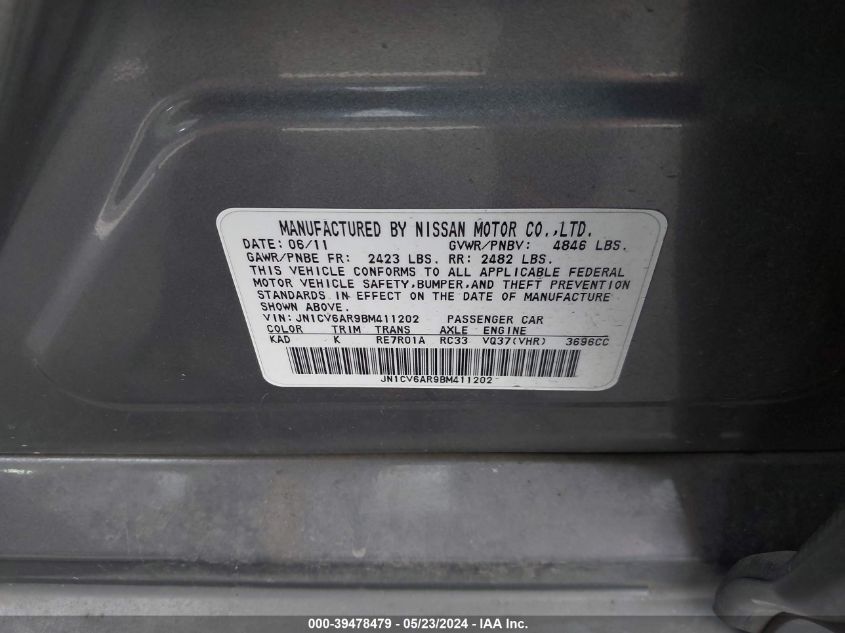 MANUFACTURED BY NISSAN MOTOR CO.,LTD.
DATE: 06/11 GVWR/PNBV: 4846 LBS.
GAWR/PNBE FR: 2423 LBS. RR: 2482 LBS.
THIS VEHICLE CONFORMS TO ALL APPLICABLE FEDERAL
MOTOR VEHICLE SAFETY,BUMPER,AND THEFT PREVENTION
STANDARDS IN EFFECT ON THE DATE OF MANUFACTURE
SHOWN ABOVE.
VIN: JN1CV6AR9BM411202 PASSENGER CAR
COLOR TRIM TRANS AXLE ENGINE
KAD K RE7R01A RC33 VQ37(VHR) 3696CC
JN1CV6AR9BM411202
000-39478479 / 05/23/2024 - IAA Inc.